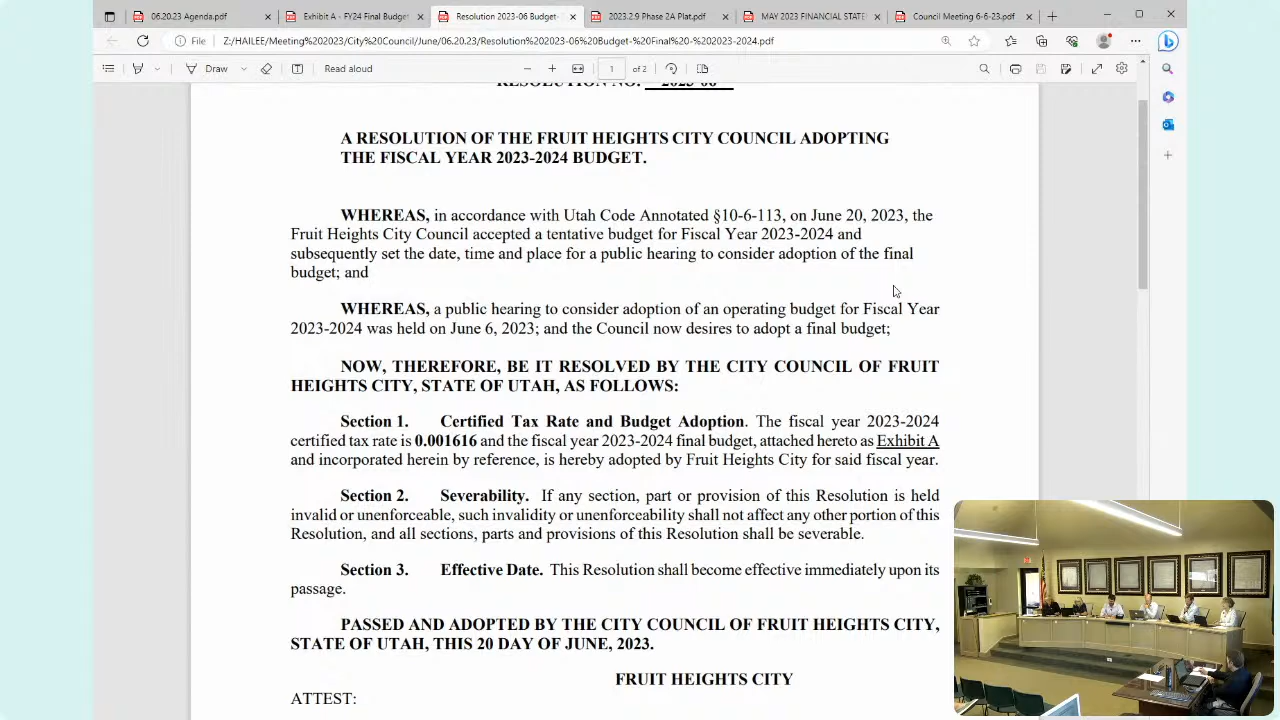 06.20.23 Agenda.pdf
Exhibit A - FY24 Final Budget
Resolution 2023-06 Budget-
2023.2.9 Phase 2A Plat.pdf
MAY 2023 FINANCIAL STATE
Council Meeting 6-6-23.pdf
File
Z:/HAILEE/Meeting%202023/City%20Council/June/06.20.23/Resolution%202023-06%20Budget-%20Final%20-%202023-2024.pdf
Draw
Read aloud
1 of 2
RESOLUTION NO. 2023-06
A RESOLUTION OF THE FRUIT HEIGHTS CITY COUNCIL ADOPTING
THE FISCAL YEAR 2023-2024 BUDGET.
WHEREAS, in accordance with Utah Code Annotated §10-6-113, on June 20, 2023, the
Fruit Heights City Council accepted a tentative budget for Fiscal Year 2023-2024 and
subsequently set the date, time and place for a public hearing to consider adoption of the final
budget; and
WHEREAS, a public hearing to consider adoption of an operating budget for Fiscal Year
2023-2024 was held on June 6, 2023; and the Council now desires to adopt a final budget;
NOW, THEREFORE, BE IT RESOLVED BY THE CITY COUNCIL OF FRUIT
HEIGHTS CITY, STATE OF UTAH, AS FOLLOWS:
Section 1. Certified Tax Rate and Budget Adoption. The fiscal year 2023-2024
certified tax rate is 0.001616 and the fiscal year 2023-2024 final budget, attached hereto as Exhibit A
and incorporated herein by reference, is hereby adopted by Fruit Heights City for said fiscal year.
Section 2. Severability. If any section, part or provision of this Resolution is held
invalid or unenforceable, such invalidity or unenforceability shall not affect any other portion of this
Resolution, and all sections, parts and provisions of this Resolution shall be severable.
Section 3. Effective Date. This Resolution shall become effective immediately upon its
passage.
PASSED AND ADOPTED BY THE CITY COUNCIL OF FRUIT HEIGHTS CITY,
STATE OF UTAH, THIS 20 DAY OF JUNE, 2023.
FRUIT HEIGHTS CITY
ATTEST: